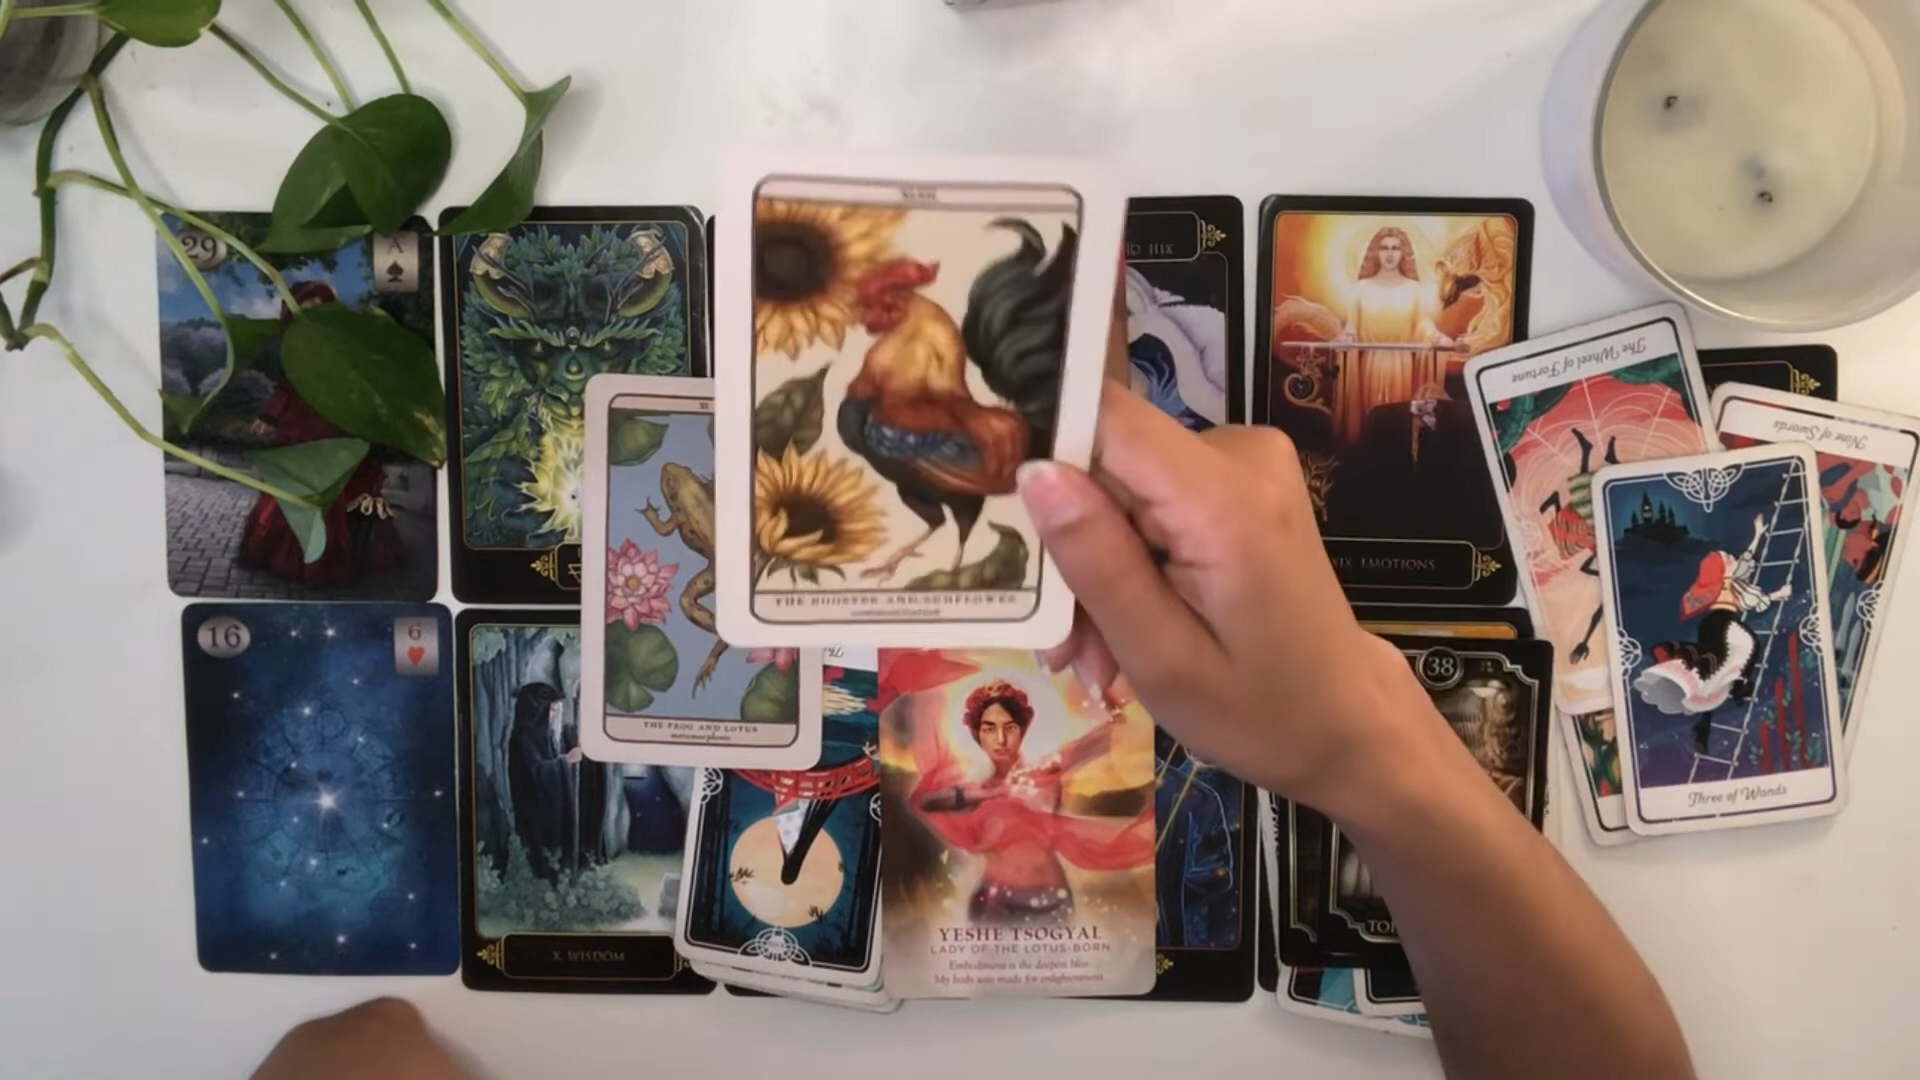 29
A
The Wheel of Fortune
Nine of Swords
THE ROOSTER AND SUNFLOWER
EMOTIONS
16
6
THE FROG AND LOTUS
metamorphosis
38
Three of Wands
X. WISDOM
YESHE TSOGYAL
LADY OF THE LOTUS-BORN
Embodiment is the deepest bliss.
My body was made for enlightenment.